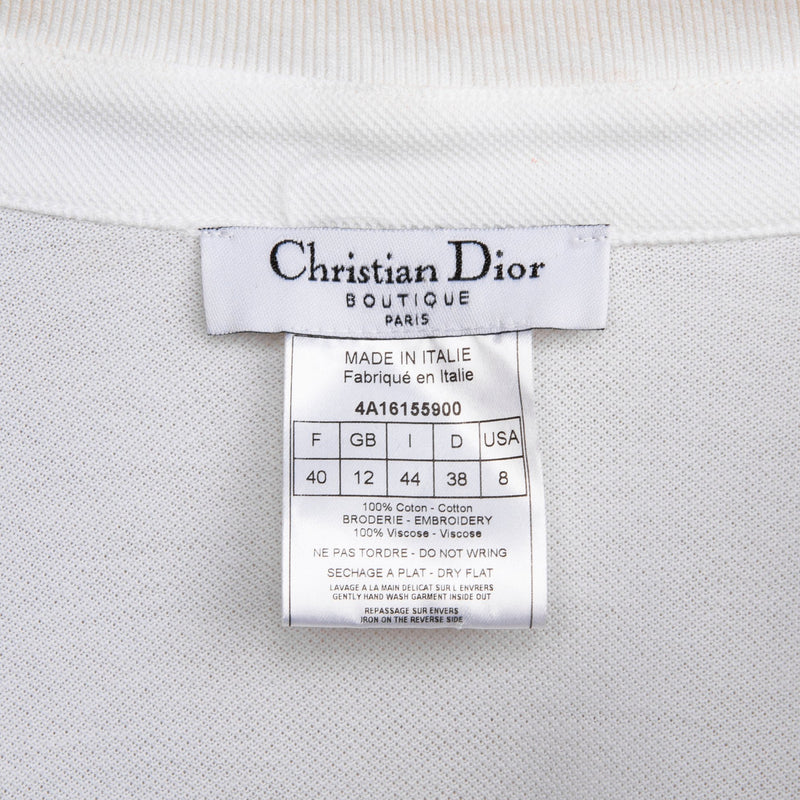 Christian Dior
BOUTIQUE
PARIS
MADE IN ITALIE
Fabriqué en Italie
4A16155900
F GB I D USA
40 12 44 38 8
100% Coton - Cotton
BRODERIE - EMBROIDERY
100% Viscose - Viscose
NE PAS TORDRE - DO NOT WRING
SECHAGE A PLAT - DRY FLAT
LAVAGE A LA MAIN DELICAT SUR L ENVRERS
GENTLY HAND WASH GARMENT INSIDE OUT
REPASSAGE SUR ENVERS
IRON ON THE REVERSE SIDE